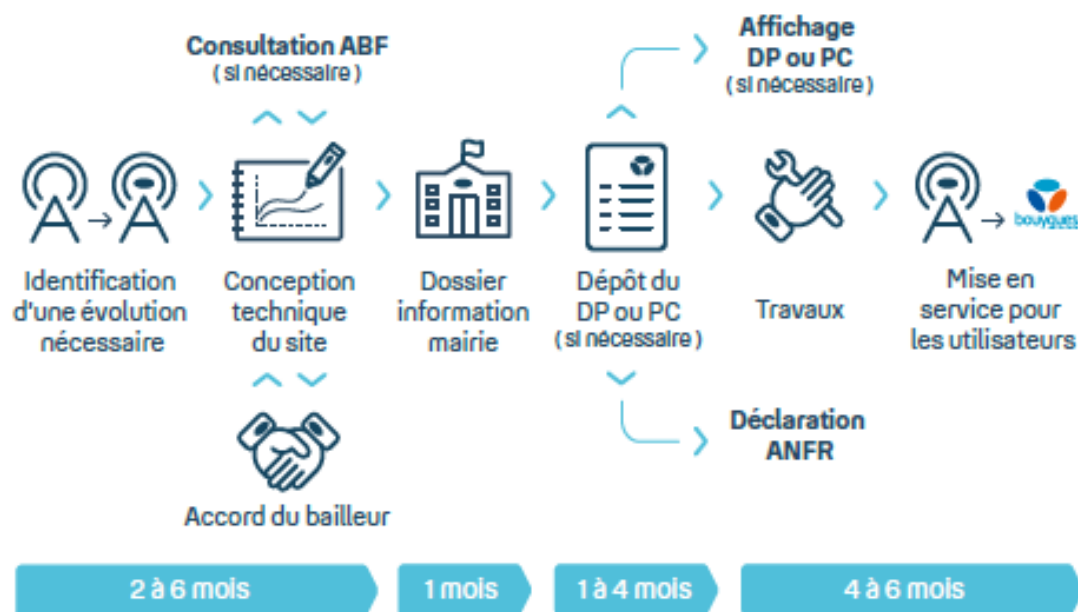 Consultation ABF
( si nécessaire )
Affichage
DP ou PC
( si nécessaire )
Identification
d'une évolution
nécessaire
Conception
technique
du site
Dossier
information
mairie
Dépôt du
DP ou PC
( si nécessaire )
Travaux
bouygues
Mise en
service pour
les utilisateurs
Accord du bailleur
Déclaration
ANFR
2 à 6 mois
1 mois
1 à 4 mois
4 à 6 mois